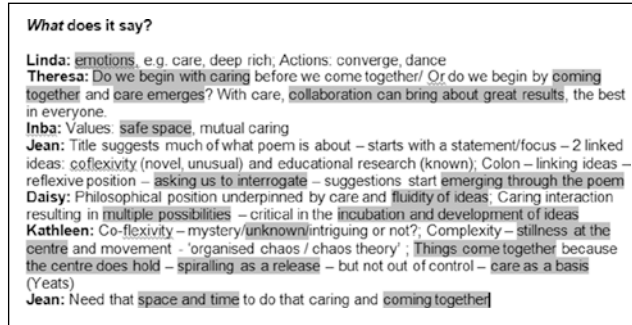 What does it say?
Linda: emotions, e.g. care, deep rich; Actions: converge, dance
Theresa: Do we begin with caring before we come together/ Or do we begin by coming
together and care emerges? With care, collaboration can bring about great results, the best
in everyone.
Inba: Values: safe space, mutual caring
Jean: Title suggests much of what poem is about – starts with a statement/focus – 2 linked
ideas: coflexivity (novel, unusual) and educational research (known); Colon – linking ideas –
reflexive position – asking us to interrogate – suggestions start emerging through the poem
Daisy: Philosophical position underpinned by care and fluidity of ideas; Caring interaction
resulting in multiple possibilities – critical in the incubation and development of ideas
Kathleen: Co-flexivity – mystery/unknown/intriguing or not?; Complexity – stillness at the
centre and movement - 'organised chaos / chaos theory' ; Things come together because
the centre does hold – spiralling as a release – but not out of control – care as a basis
(Yeats)
Jean: Need that space and time to do that caring and coming together